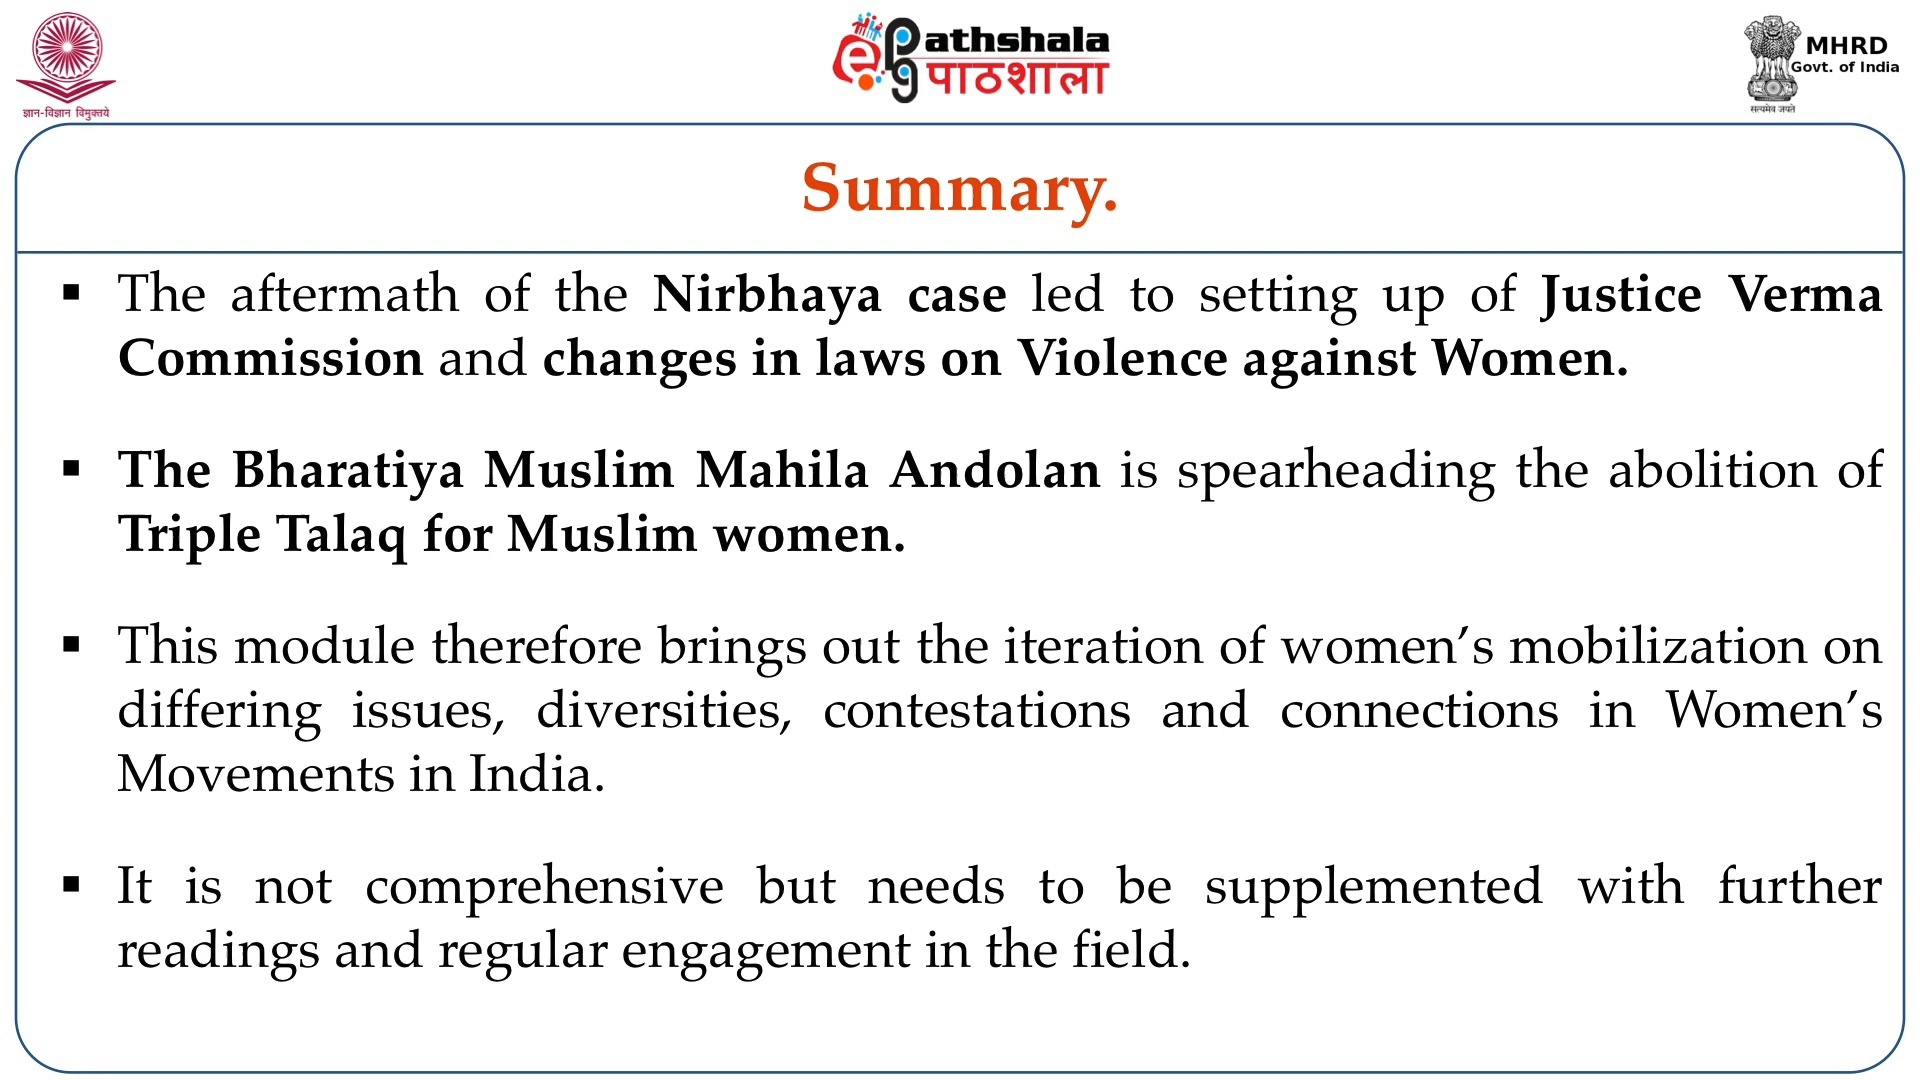 ज्ञान-विज्ञान विमुक्तये
ePg Pathshala
पाठशाला
सत्यमेव जयते
MHRD
Govt. of India
Summary.
▪ The aftermath of the Nirbhaya case led to setting up of Justice Verma
Commission and changes in laws on Violence against Women.
▪ The Bharatiya Muslim Mahila Andolan is spearheading the abolition of
Triple Talaq for Muslim women.
▪ This module therefore brings out the iteration of women’s mobilization on
differing issues, diversities, contestations and connections in Women’s
Movements in India.
▪ It is not comprehensive but needs to be supplemented with further
readings and regular engagement in the field.